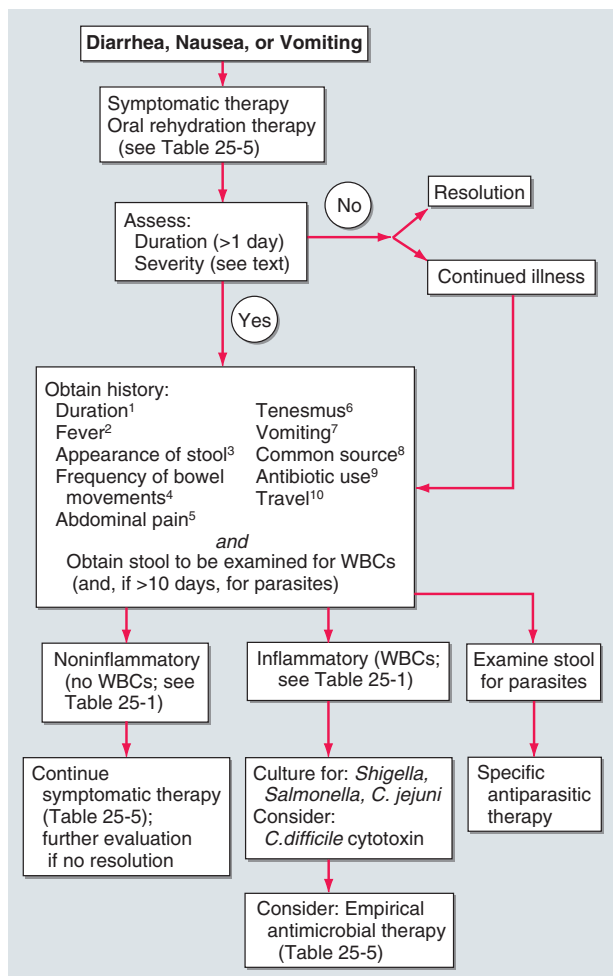 Diarrhea, Nausea, or Vomiting
Symptomatic therapy
Oral rehydration therapy
(see Table 25-5)
Assess:
Duration (>1 day)
Severity (see text)
No
Resolution
Continued illness
Yes
Obtain history:
Duration¹
Fever²
Appearance of stool³
Frequency of bowel
movements⁴
Abdominal pain⁵
Tenesmus⁶
Vomiting⁷
Common source⁸
Antibiotic use⁹
Travel¹⁰
and
Obtain stool to be examined for WBCs
(and, if >10 days, for parasites)
Noninflammatory
(no WBCs; see
Table 25-1)
Continue
symptomatic therapy
(Table 25-5);
further evaluation
if no resolution
Inflammatory (WBCs;
see Table 25-1)
Culture for: Shigella,
Salmonella, C. jejuni
Consider:
C.difficile cytotoxin
Consider: Empirical
antimicrobial therapy
(Table 25-5)
Examine stool
for parasites
Specific
antiparasitic
therapy